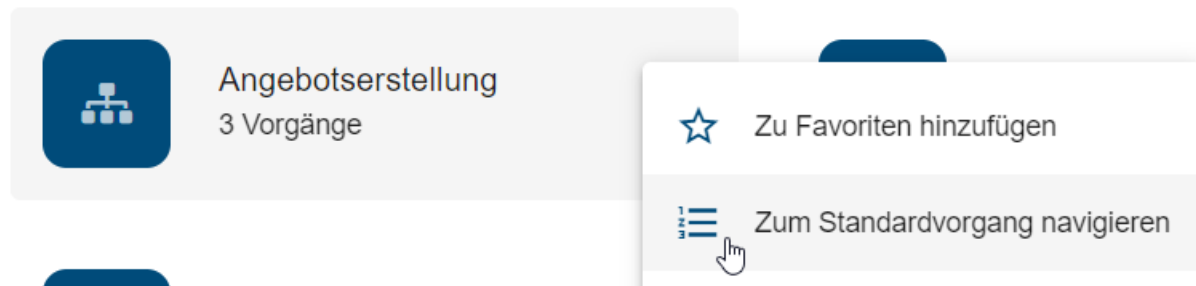 Angebotserstellung
3 Vorgänge
Zu Favoriten hinzufügen
Zum Standardvorgang navigieren